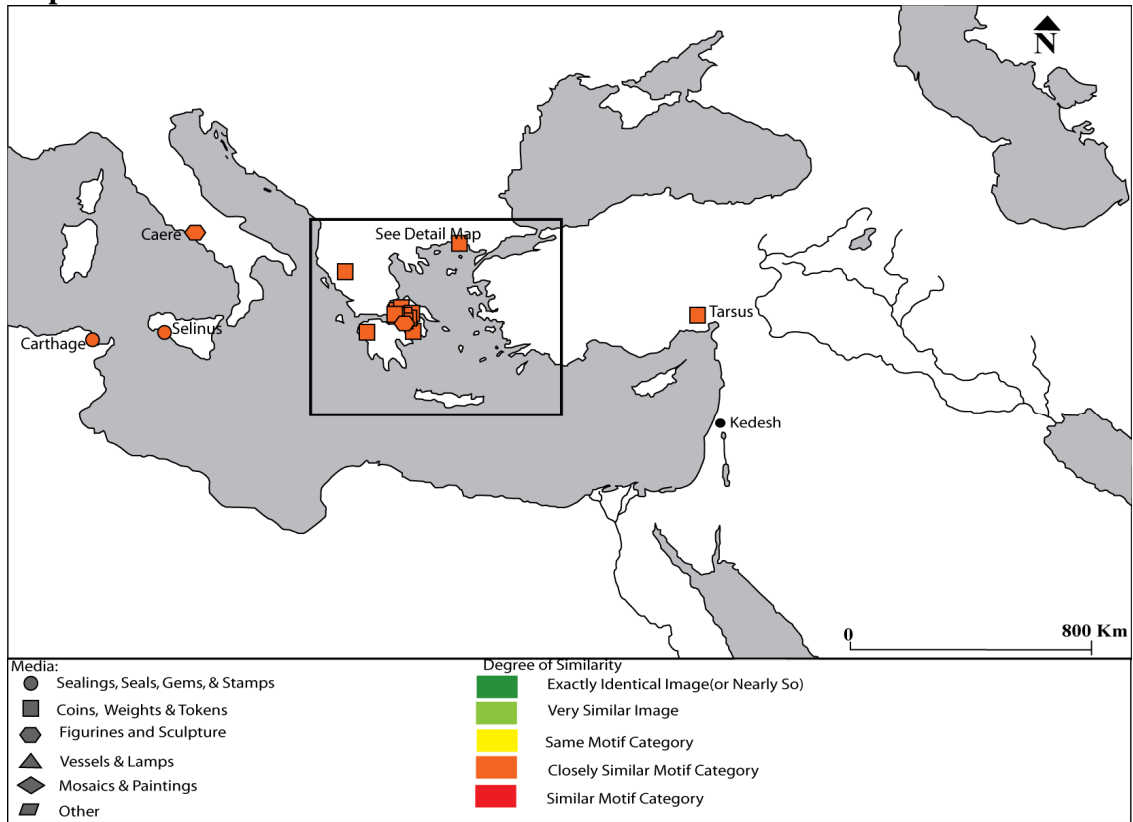 N
See Detail Map
Caere
Selinus
Carthage
Tarsus
Kedesh
0 800 Km
Media:
Sealings, Seals, Gems, & Stamps
Coins, Weights & Tokens
Figurines and Sculpture
Vessels & Lamps
Mosaics & Paintings
Other
Degree of Similarity
Exactly Identical Image(or Nearly So)
Very Similar Image
Same Motif Category
Closely Similar Motif Category
Similar Motif Category